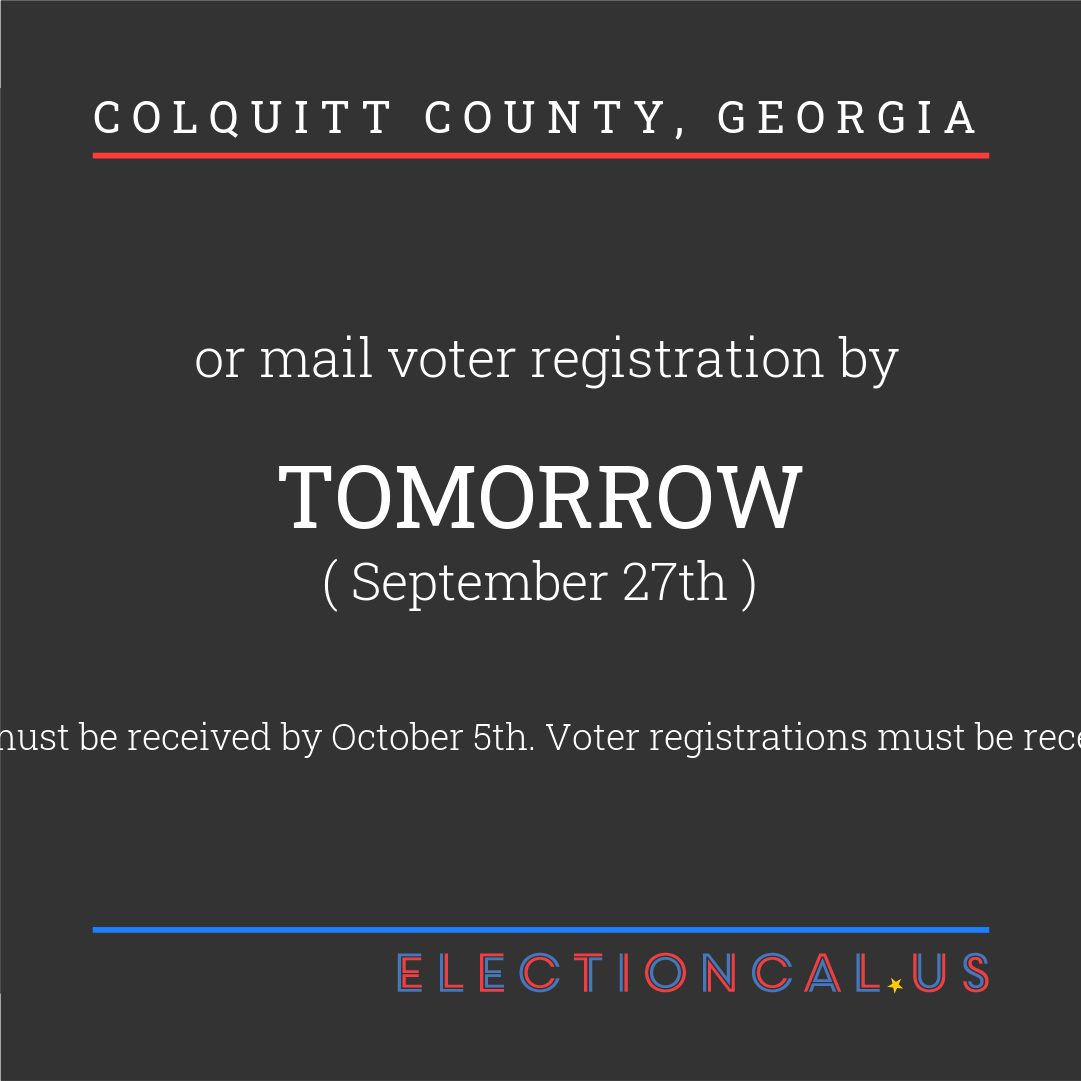 COLQUITT COUNTY, GEORGIA
or mail voter registration by
TOMORROW
( September 27th )
must be received by October 5th. Voter registrations must be
ELECTIONCAL.US